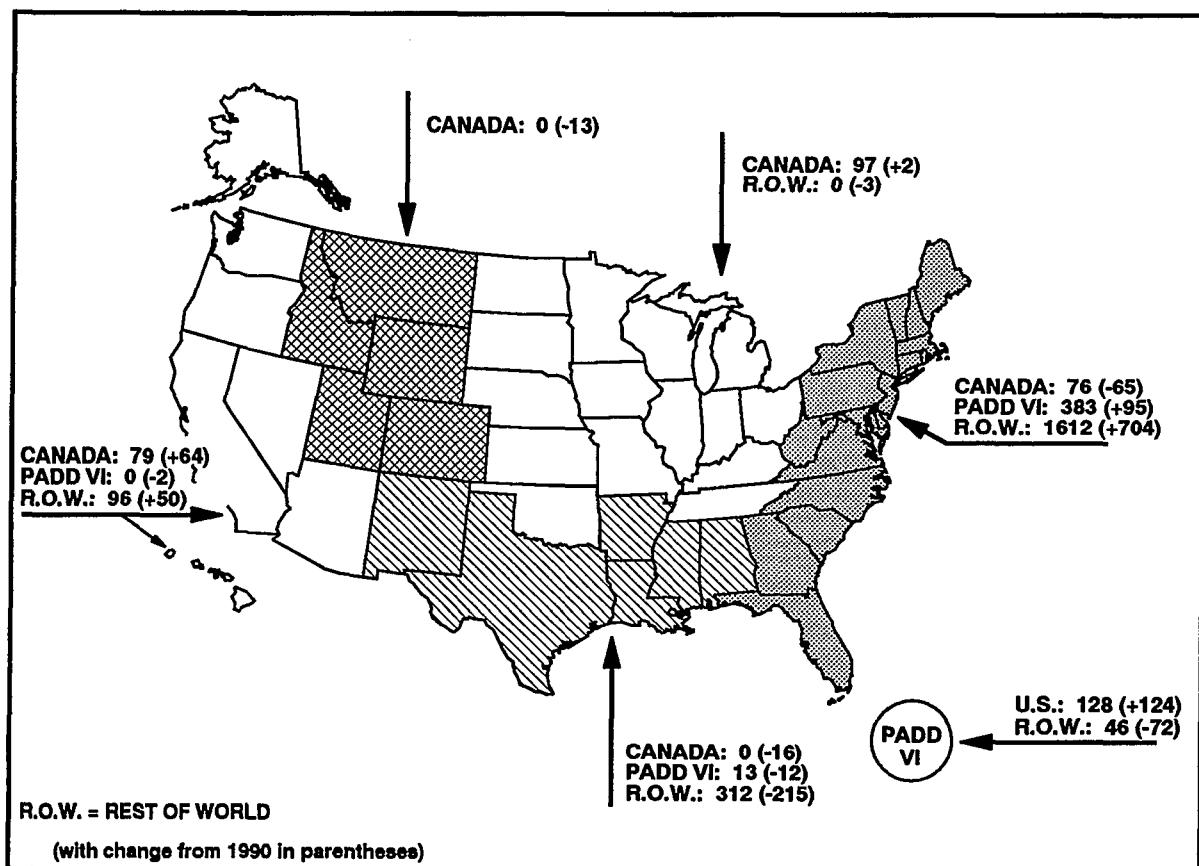 CANADA: 0 (-13)
CANADA: 97 (+2)
R.O.W.: 0 (-3)
CANADA: 76 (-65)
PADD VI: 383 (+95)
R.O.W.: 1612 (+704)
CANADA: 79 (+64)
PADD VI: 0 (-2)
R.O.W.: 96 (+50)
U.S.: 128 (+124)
R.O.W.: 46 (-72)
PADD
VI
CANADA: 0 (-16)
PADD VI: 13 (-12)
R.O.W.: 312 (-215)
R.O.W. = REST OF WORLD
(with change from 1990 in parentheses)